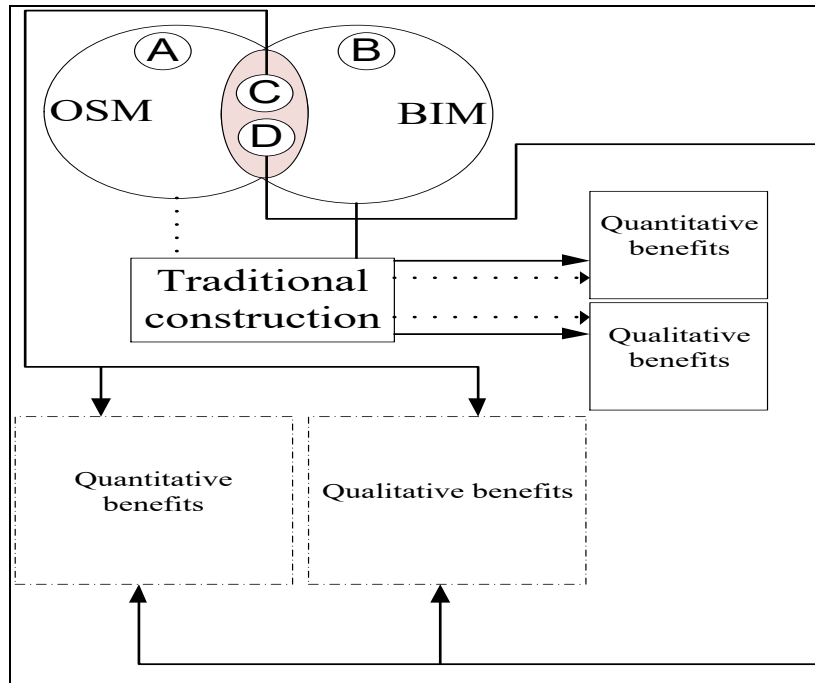 A
B
C
OSM
BIM
D
Traditional
construction
Quantitative
benefits
Qualitative
benefits
Quantitative
benefits
Qualitative benefits